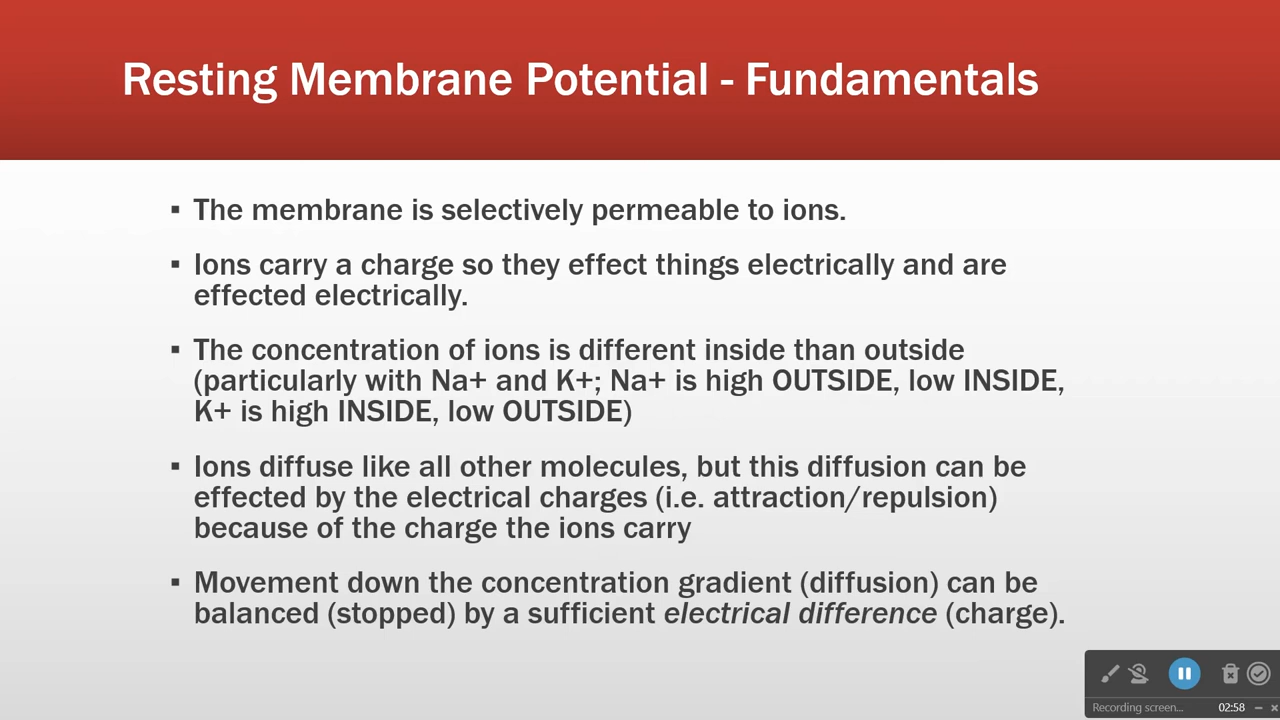 Resting Membrane Potential - Fundamentals
▪ The membrane is selectively permeable to ions.
▪ Ions carry a charge so they effect things electrically and are
effected electrically.
▪ The concentration of ions is different inside than outside
(particularly with Na+ and K+; Na+ is high OUTSIDE, low INSIDE,
K+ is high INSIDE, low OUTSIDE)
▪ Ions diffuse like all other molecules, but this diffusion can be
effected by the electrical charges (i.e. attraction/repulsion)
because of the charge the ions carry
▪ Movement down the concentration gradient (diffusion) can be
balanced (stopped) by a sufficient electrical difference (charge).
Recording screen... 02:58